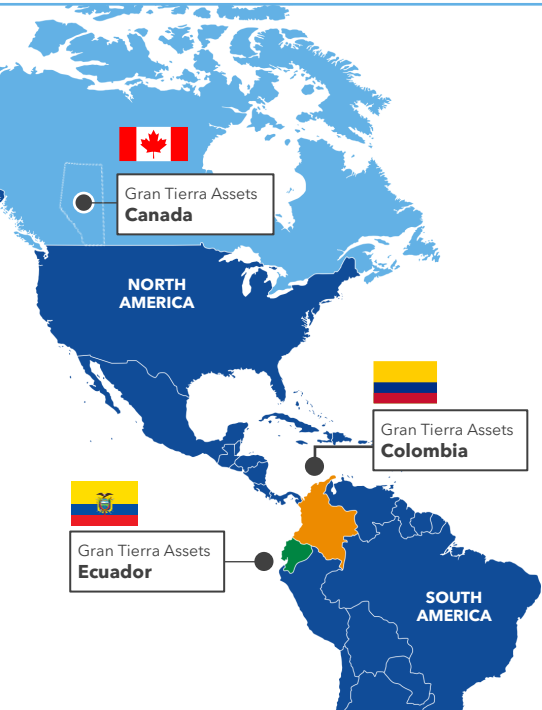 Gran Tierra Assets
Canada
NORTH
AMERICA
Gran Tierra Assets
Colombia
Gran Tierra Assets
Ecuador
SOUTH
AMERICA